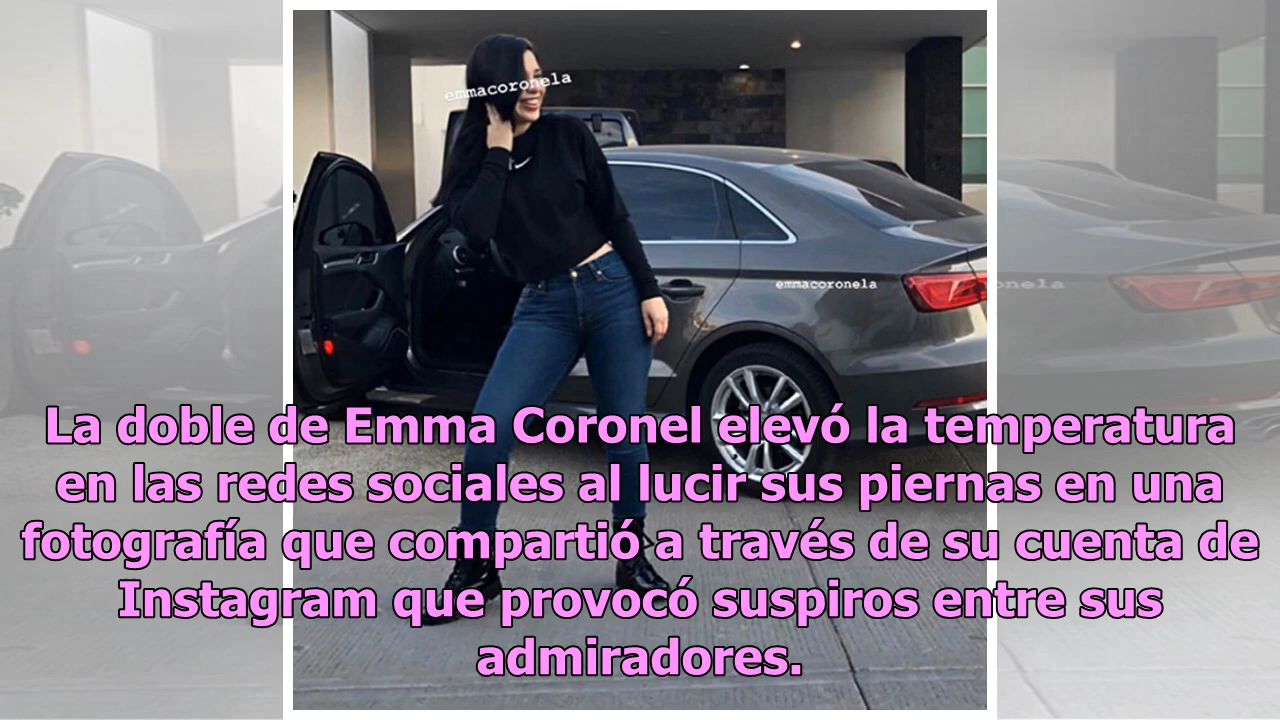 emmacoronela
emmacoronela
La doble de Emma Coronel elevó la temperatura
en las redes sociales al lucir sus piernas en una
fotografía que compartió a través de su cuenta de
Instagram que provocó suspiros entre sus
admiradores.